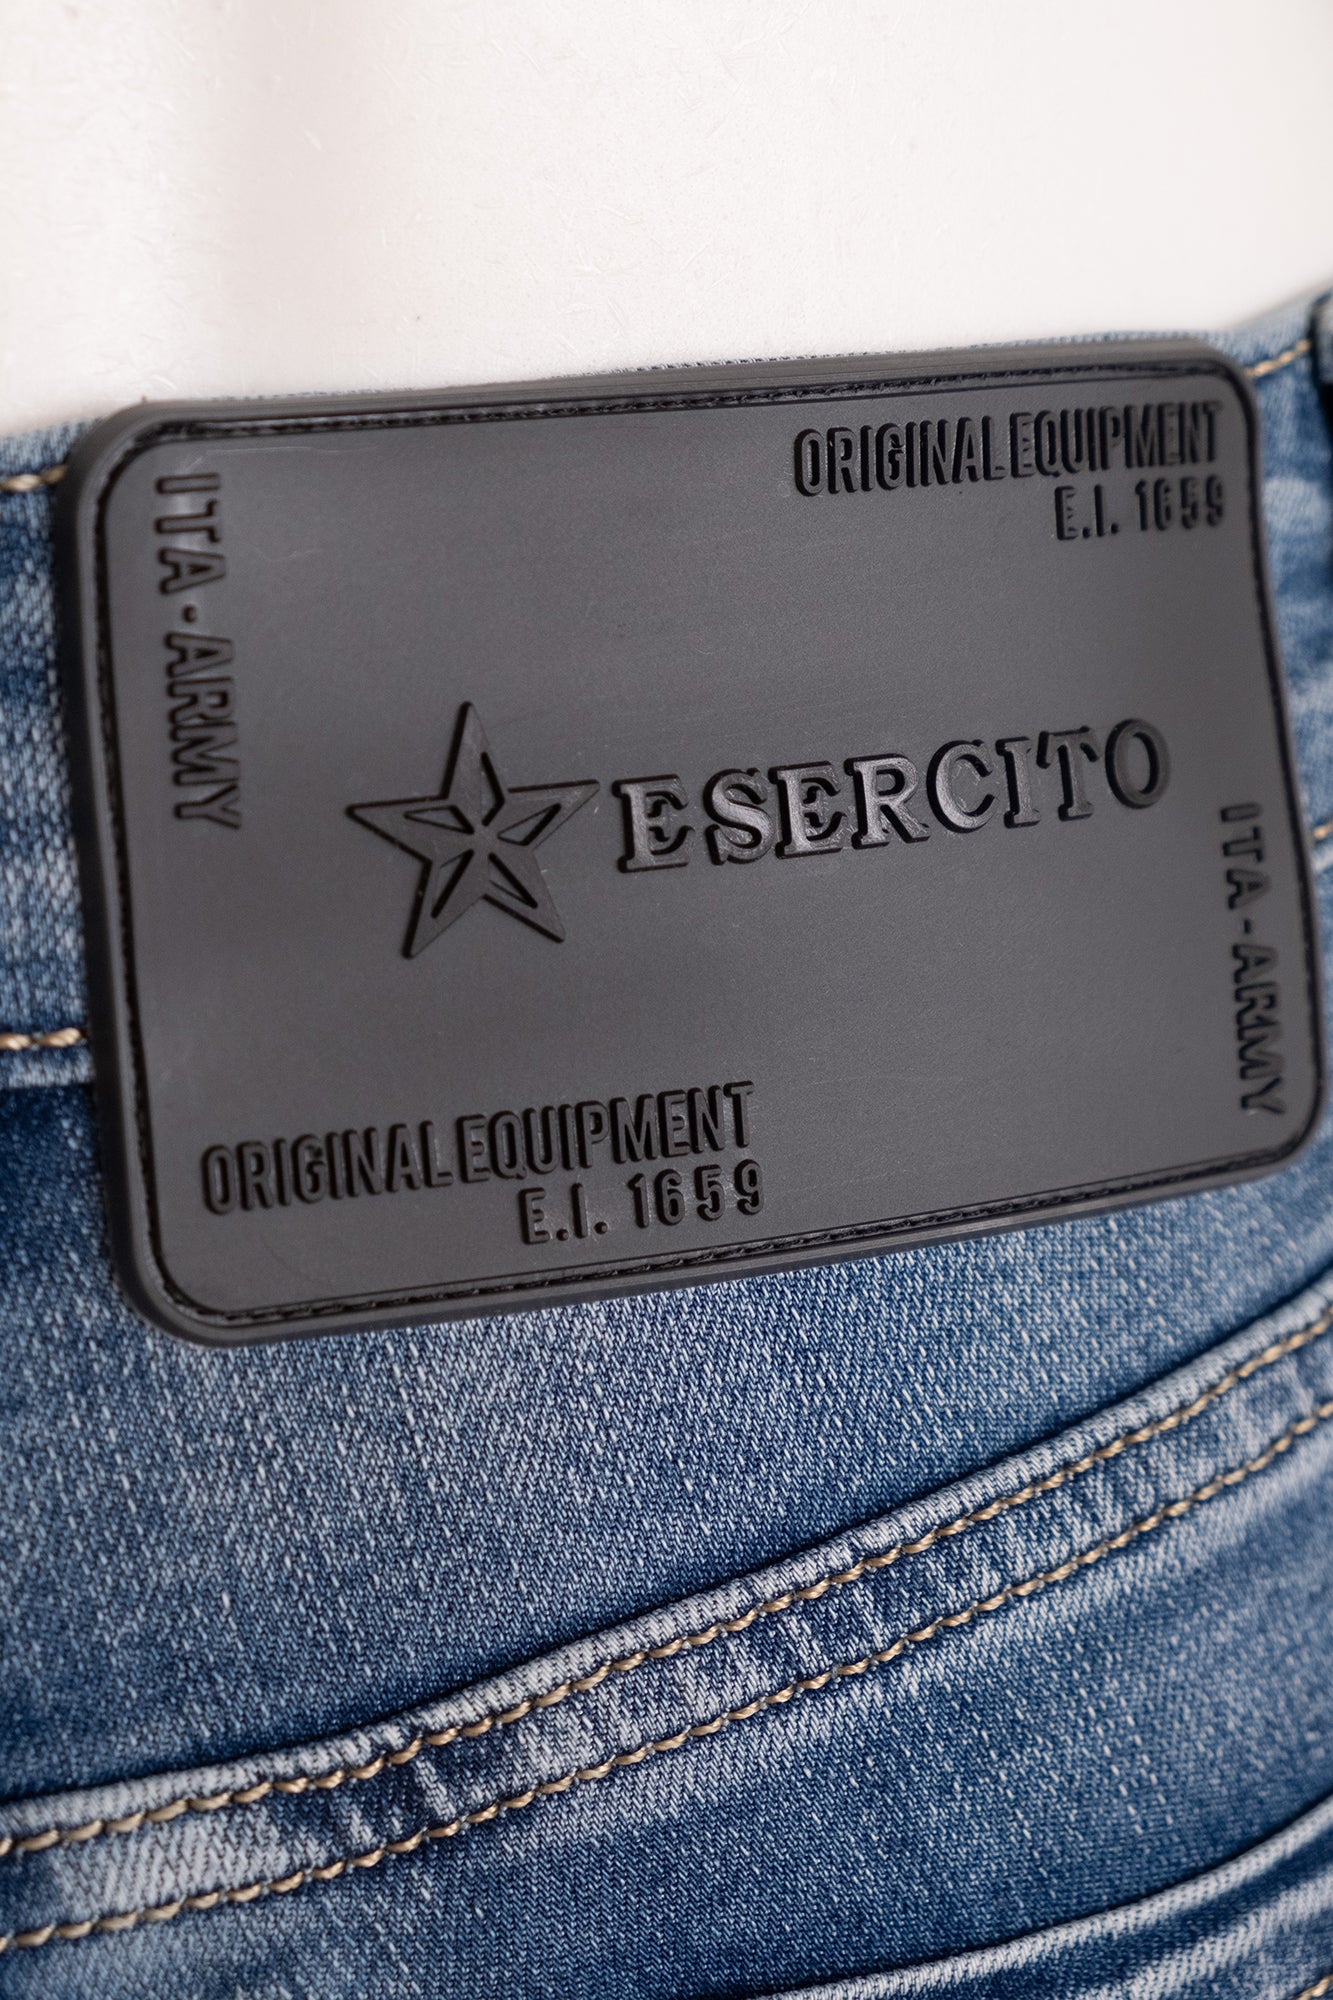 ORIGINAL EQUIPMENT
E.I. 1659
ITA·ARMY
ESERCITO
ITA-ARMY
ORIGINAL EQUIPMENT
E.I. 1659